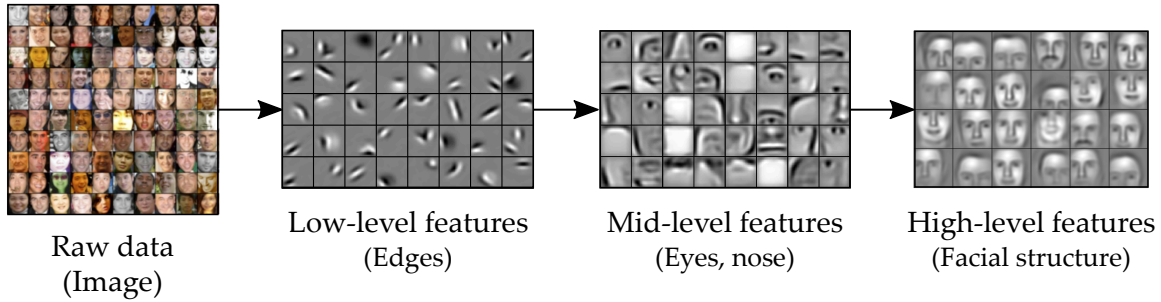 Raw data
(Image)
Low-level features
(Edges)
Mid-level features
(Eyes, nose)
High-level features
(Facial structure)